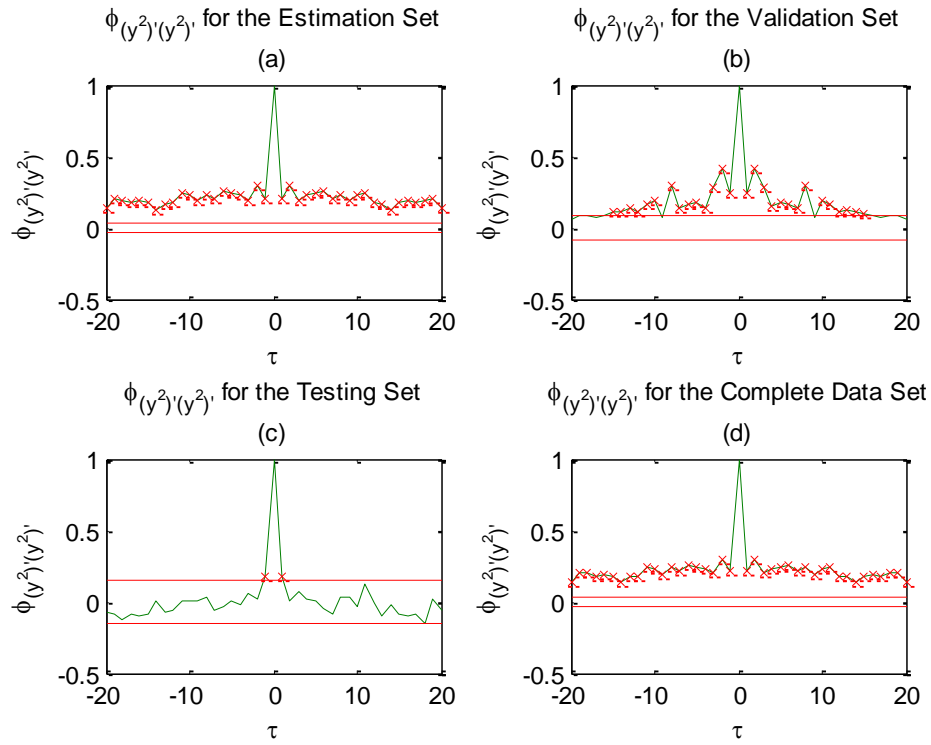 ϕ(y²)'(y²)' for the Estimation Set
(a)
1
0.5
0
-0.5
-20 -10 0 10 20
ϕ(y²)'(y²)'
τ
ϕ(y²)'(y²)' for the Validation Set
(b)
1
0.5
0
-0.5
-20 -10 0 10 20
ϕ(y²)'(y²)'
τ
ϕ(y²)'(y²)' for the Testing Set
(c)
1
0.5
0
-0.5
-20 -10 0 10 20
ϕ(y²)'(y²)'
τ
ϕ(y²)'(y²)' for the Complete Data Set
(d)
1
0.5
0
-0.5
-20 -10 0 10 20
ϕ(y²)'(y²)'
τ